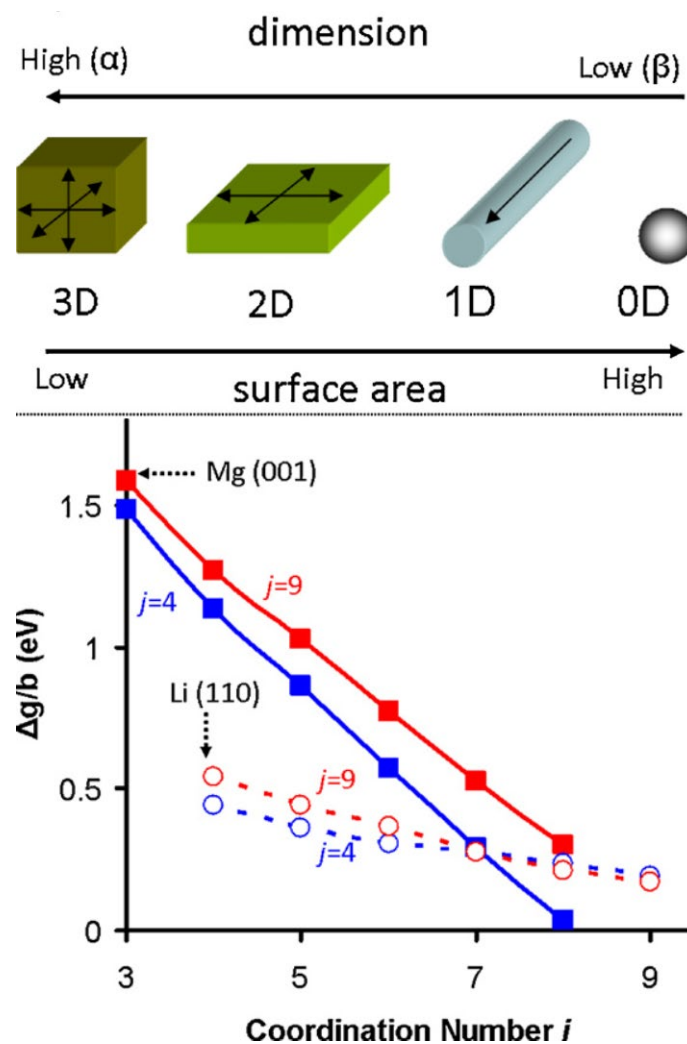 dimension
High (α) Low (β)
3D 2D 1D 0D
Low High
surface area
Mg (001)
1.5
j=9
j=4
1
Li (110)
0.5
j=9
j=4
0
Δg/b (eV)
3 5 7 9
Coordination Number i